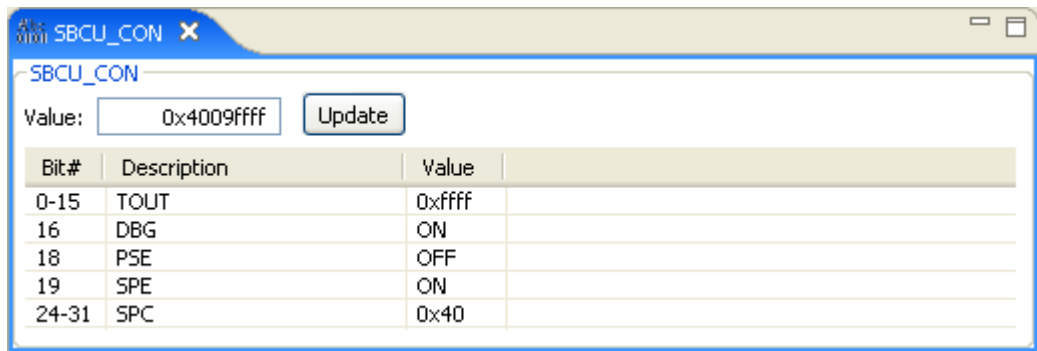 SBCU_CON
SBCU_CON
Value: 0x4009ffff Update
Bit# Description Value
0-15 TOUT 0xffff
16 DBG ON
18 PSE OFF
19 SPE ON
24-31 SPC 0x40